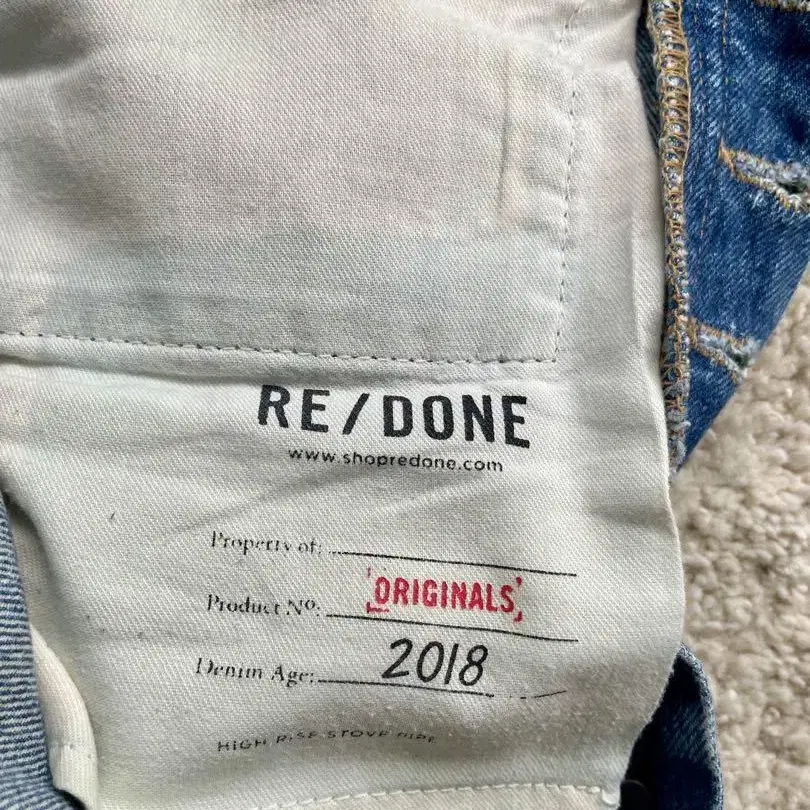 RE/DONE
www.shopredone.com
Property of:
Product Nº: ORIGINALS
Denim Age: 2018
HIGH RISE STOVE PIPE